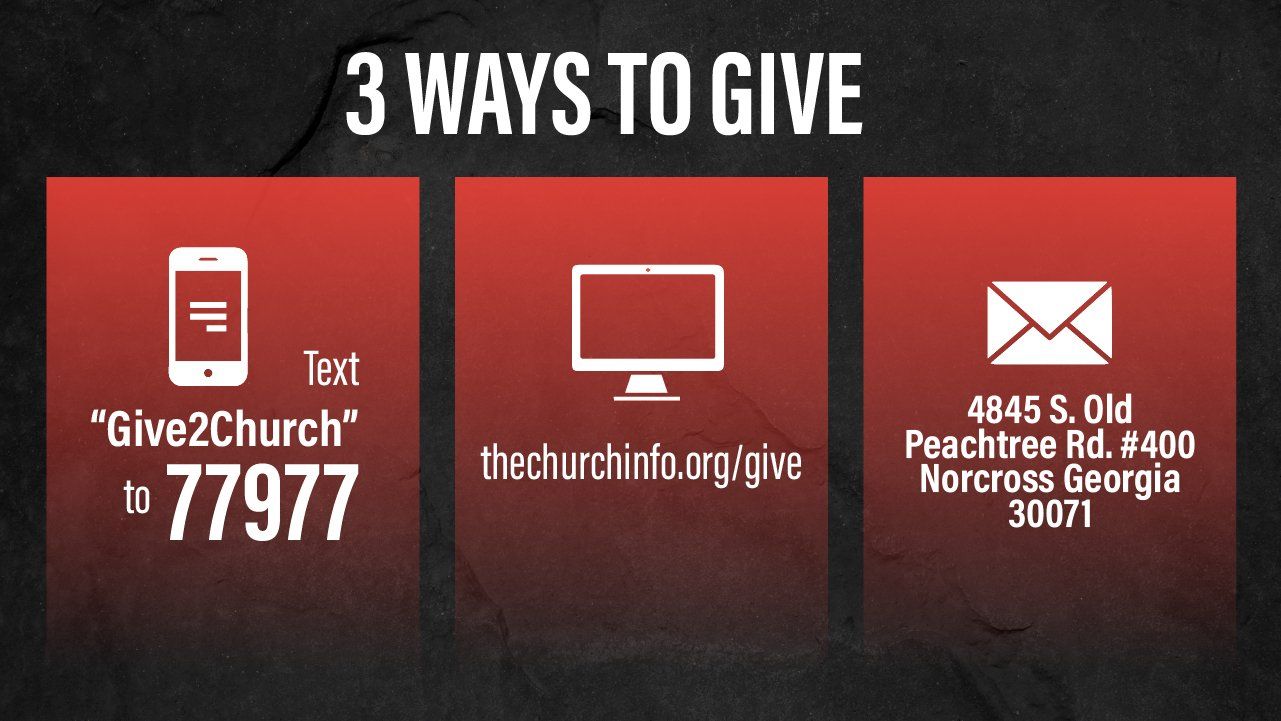 3 WAYS TO GIVE
Text
“Give2Church”
to 77977
thechurchinfo.org/give
4845 S. Old
Peachtree Rd. #400
Norcross Georgia
30071